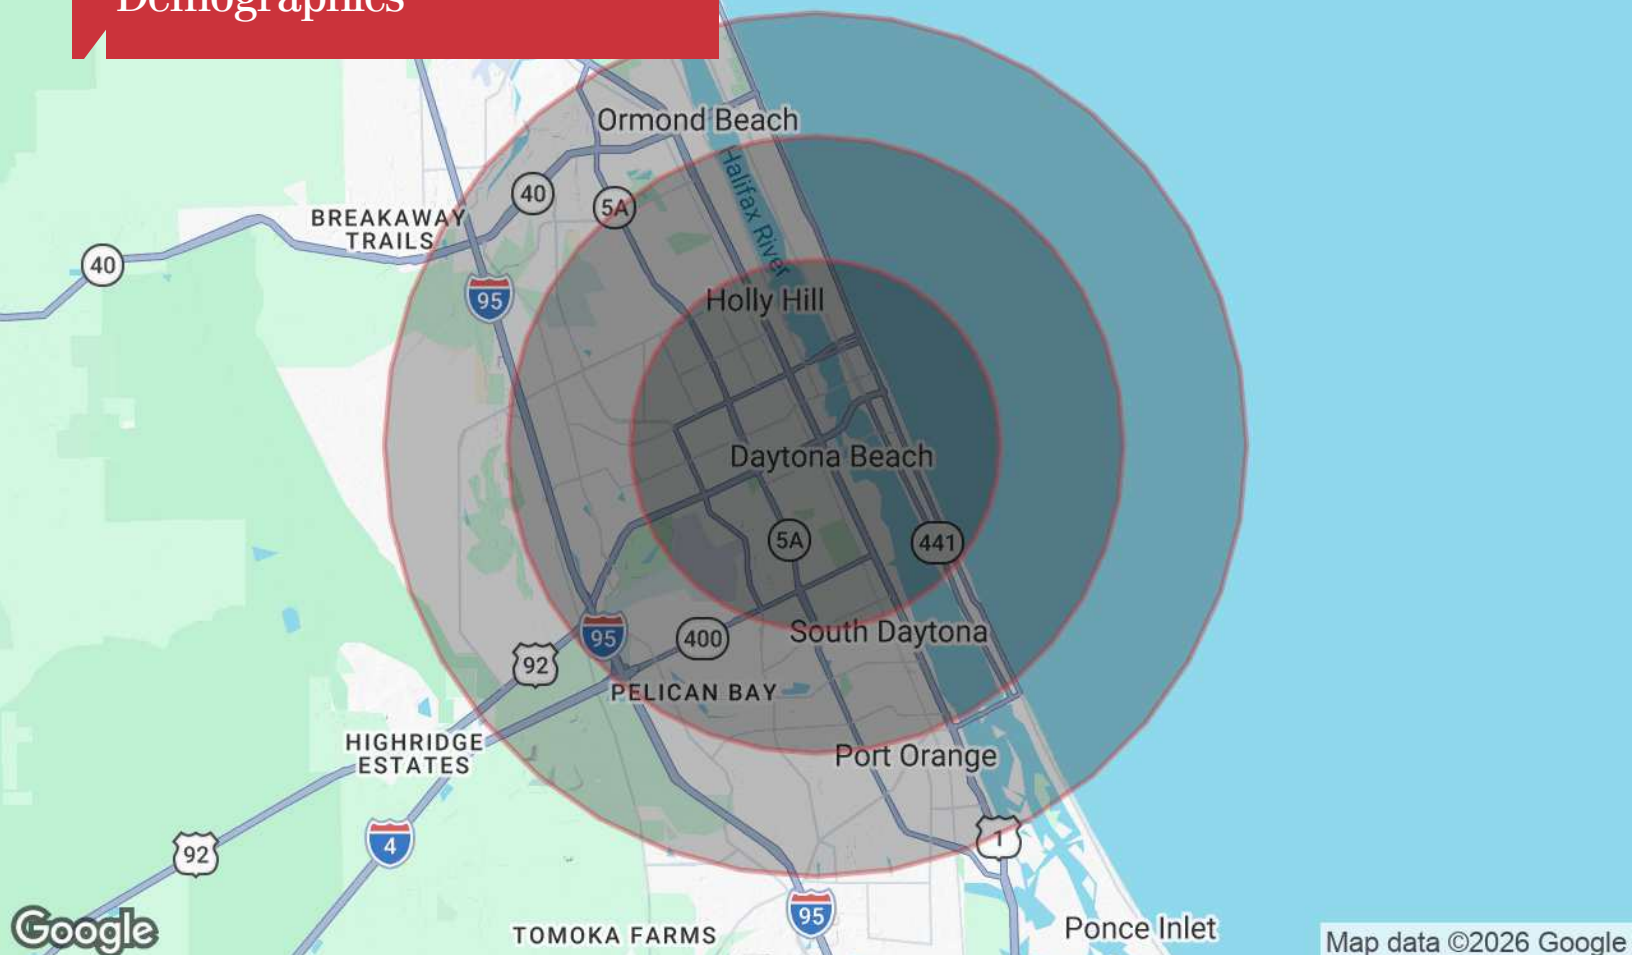 Demographics
Ormond Beach
Halifax River
40
5A
BREAKAWAY
TRAILS
40
95
Holly Hill
Daytona Beach
5A
441
95
400
South Daytona
92
PELICAN BAY
HIGHRIDGE
ESTATES
Port Orange
92
4
1
95
Google
TOMOKA FARMS
Ponce Inlet
Map data ©2026 Google